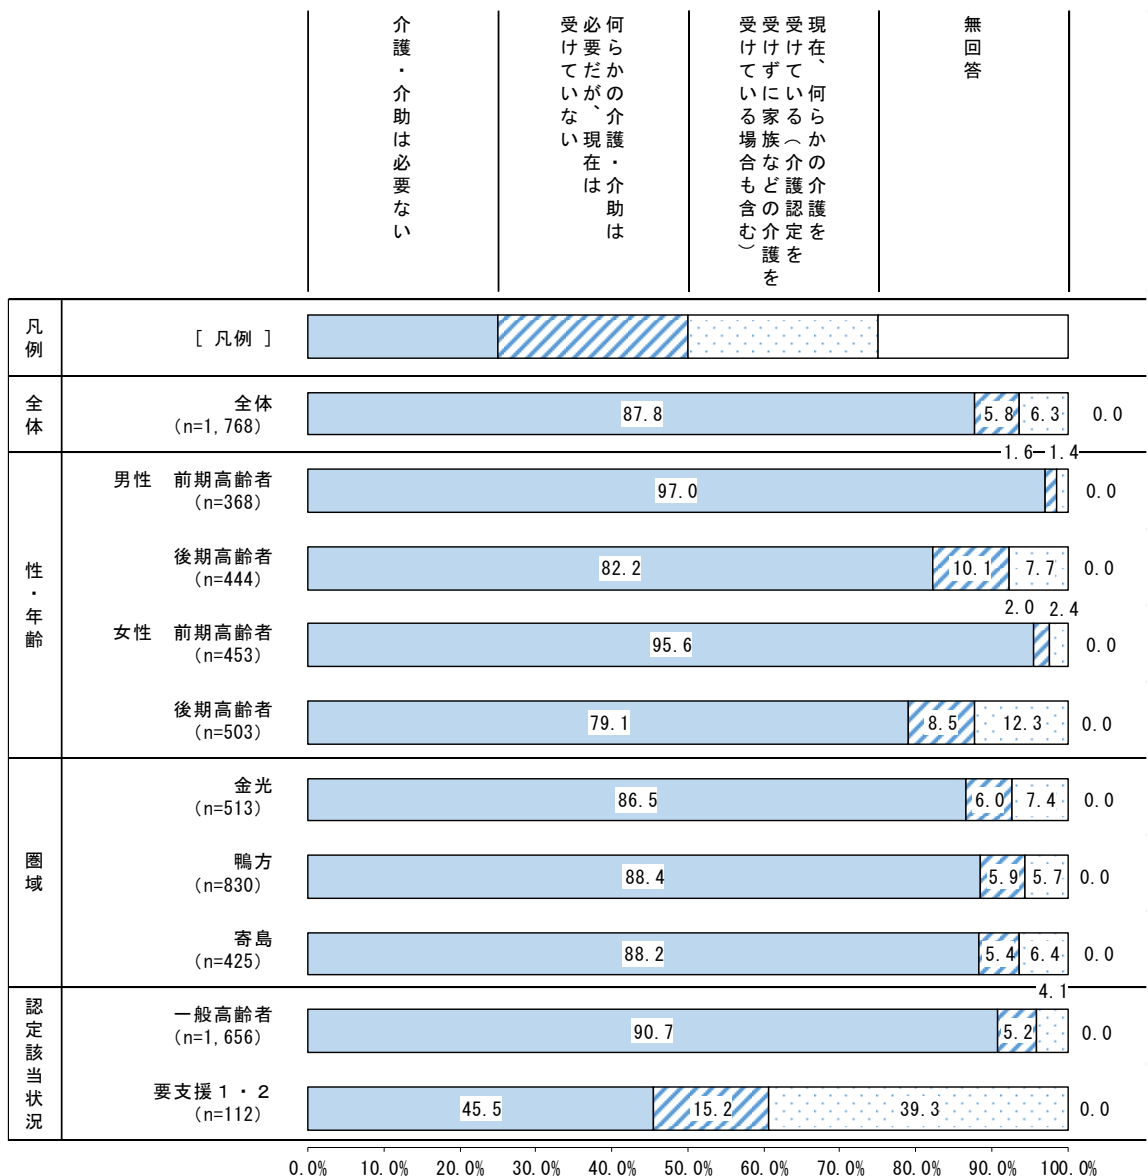 介護・介助は必要ない
何らかの介護・介助は
必要だが、現在は
受けていない
現在、何らかの介護を
受けている(介護認定を
受けずに家族などの介護を
受けている場合も含む)
無回答
凡例
[ 凡例 ]
全体
全体
(n=1,768)
87.8
5.8
6.3
0.0
性・年齢
男性 前期高齢者
(n=368)
97.0
1.6
1.4
0.0
後期高齢者
(n=444)
82.2
10.1
7.7
0.0
女性 前期高齢者
(n=453)
95.6
2.0
2.4
0.0
後期高齢者
(n=503)
79.1
8.5
12.3
0.0
圏域
金光
(n=513)
86.5
6.0
7.4
0.0
鴨方
(n=830)
88.4
5.9
5.7
0.0
寄島
(n=425)
88.2
5.4
6.4
0.0
認定該当状況
一般高齢者
(n=1,656)
90.7
5.2
4.1
0.0
要支援1・2
(n=112)
45.5
15.2
39.3
0.0
0.0% 10.0% 20.0% 30.0% 40.0% 50.0% 60.0% 70.0% 80.0% 90.0% 100.0%